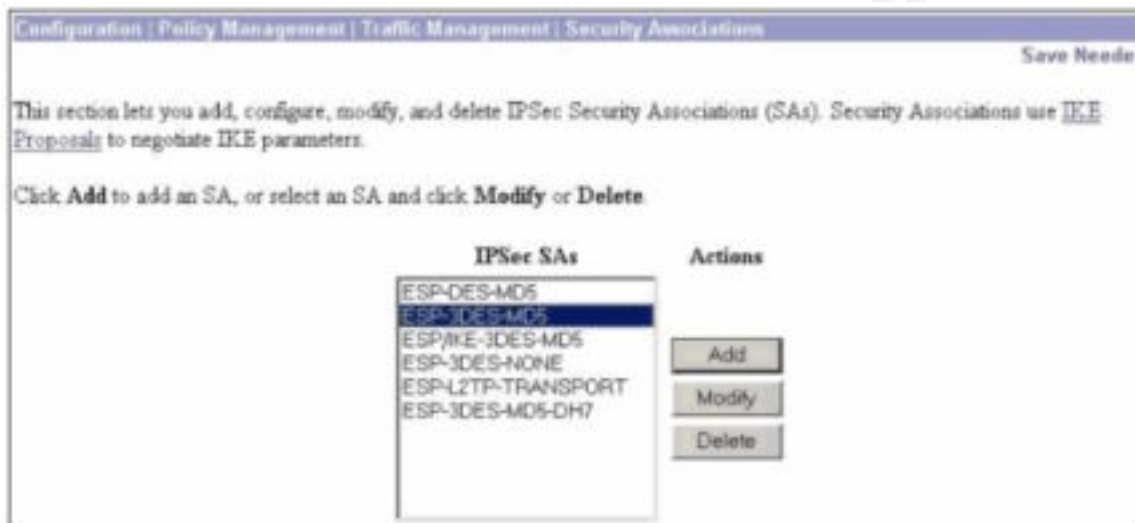 Configuration | Policy Management | Traffic Management | Security Associations
Save Neede
This section lets you add, configure, modify, and delete IPSec Security Associations (SAs). Security Associations use IKE
Proposals to negotiate IKE parameters.
Click Add to add an SA, or select an SA and click Modify or Delete.
IPSec SAs
Actions
ESP-DES-MD5
ESP-3DES-MD5
ESP/IKE-3DES-MD5
ESP-3DES-NONE
ESP-L2TP-TRANSPORT
ESP-3DES-MD5-DH7
Add
Modify
Delete